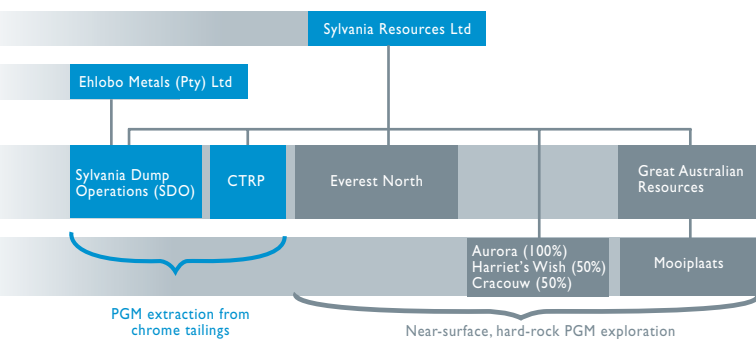 Sylvania Resources Ltd
Ehlobo Metals (Pty) Ltd
Sylvania Dump
Operations (SDO)
CTRP
Everest North
Great Australian
Resources
Aurora (100%)
Harriet's Wish (50%)
Cracouw (50%)
Mooiplaats
PGM extraction from
chrome tailings
Near-surface, hard-rock PGM exploration